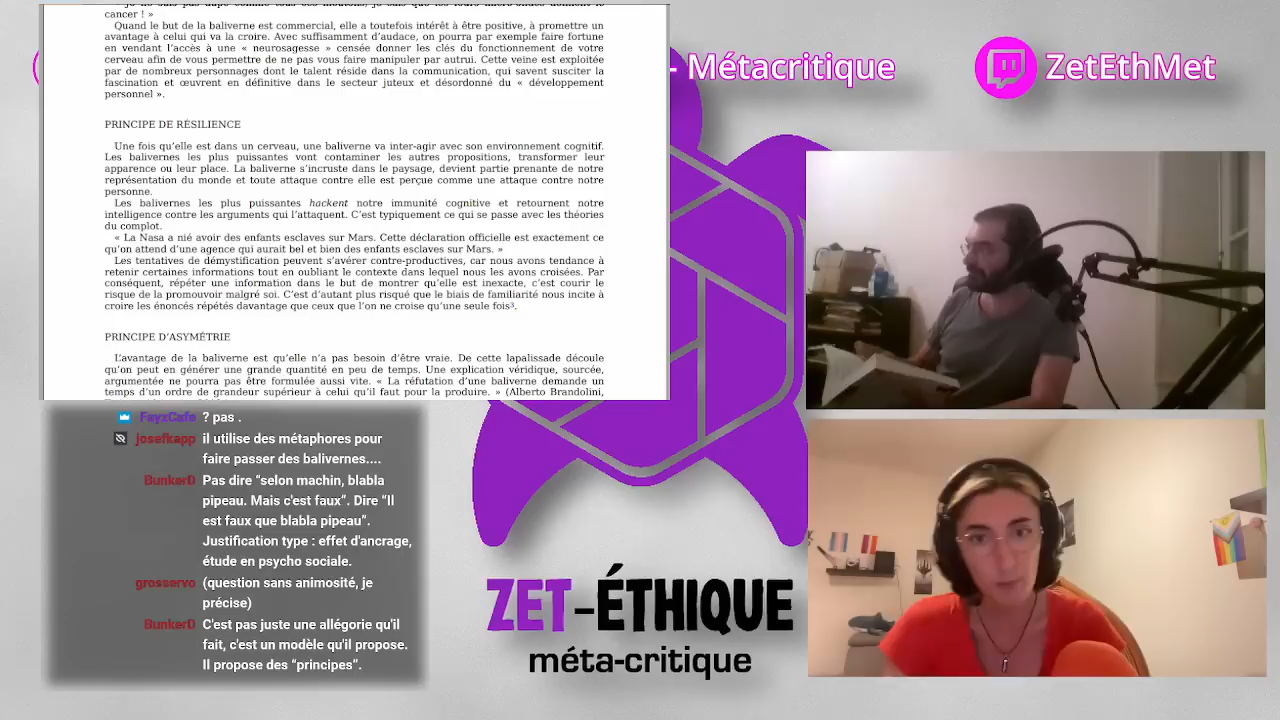 cancer ! »
Quand le but de la baliverne est commercial, elle a toutefois intérêt à être positive, à promettre un
avantage à celui qui va la croire. Avec suffisamment d’audace, on pourra par exemple faire fortune
en vendant l’accès à une « neurosagesse » censée donner les clés du fonctionnement de votre
cerveau afin de vous permettre de ne pas vous faire manipuler par autrui. Cette veine est exploitée
par de nombreux personnages dont le talent réside dans la communication, qui savent susciter la
fascination et œuvrent en définitive dans le secteur juteux et désordonné du « développement
personnel ».
PRINCIPE DE RÉSILIENCE
Une fois qu’elle est dans un cerveau, une baliverne va inter-agir avec son environnement cognitif.
Les balivernes les plus puissantes vont contaminer les autres propositions, transformer leur
apparence ou leur place. La baliverne s’incruste dans le paysage, devient partie prenante de notre
représentation du monde et toute attaque contre elle est perçue comme une attaque contre notre
personne.
Les balivernes les plus puissantes hackent notre immunité cognitive et retournent notre
intelligence contre les arguments qui l’attaquent. C’est typiquement ce qui se passe avec les théories
du complot.
« La Nasa a nié avoir des enfants esclaves sur Mars. Cette déclaration officielle est exactement ce
qu’on attend d’une agence qui aurait bel et bien des enfants esclaves sur Mars. »
Les tentatives de démystification peuvent s’avérer contre-productives, car nous avons tendance à
retenir certaines informations tout en oubliant le contexte dans lequel nous les avons croisées. Par
conséquent, répéter une information dans le but de montrer qu’elle est inexacte, c’est courir le
risque de la promouvoir malgré soi. C’est d’autant plus risqué que le biais de familiarité nous incite à
croire les énoncés répétés davantage que ceux que l’on ne croise qu’une seule fois³.
PRINCIPE D’ASYMÉTRIE
L’avantage de la baliverne est qu’elle n’a pas besoin d’être vraie. De cette lapalissade découle
qu’on peut en générer une grande quantité en peu de temps. Une explication véridique, sourcée,
argumentée ne pourra pas être formulée aussi vite. « La réfutation d’une baliverne demande un
temps d’un ordre de grandeur supérieur à celui qu’il faut pour la produire. » (Alberto Brandolini,
- Métacritique
ZetEthMet
FayzCafe ? pas .
josefkapp il utilise des métaphores pour
faire passer des balivernes....
BunkerD Pas dire “selon machin, blabla
pipeau. Mais c'est faux”. Dire “Il
est faux que blabla pipeau”.
Justification type : effet d'ancrage,
étude en psycho sociale.
grosservo (question sans animosité, je
précise)
BunkerD C'est pas juste une allégorie qu'il
fait, c'est un modèle qu'il propose.
Il propose des “principes”.
ZET-ÉTHIQUE
méta-critique